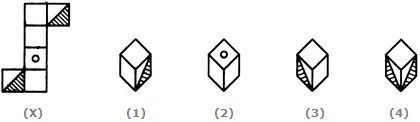 (X) (1) (2) (3) (4)